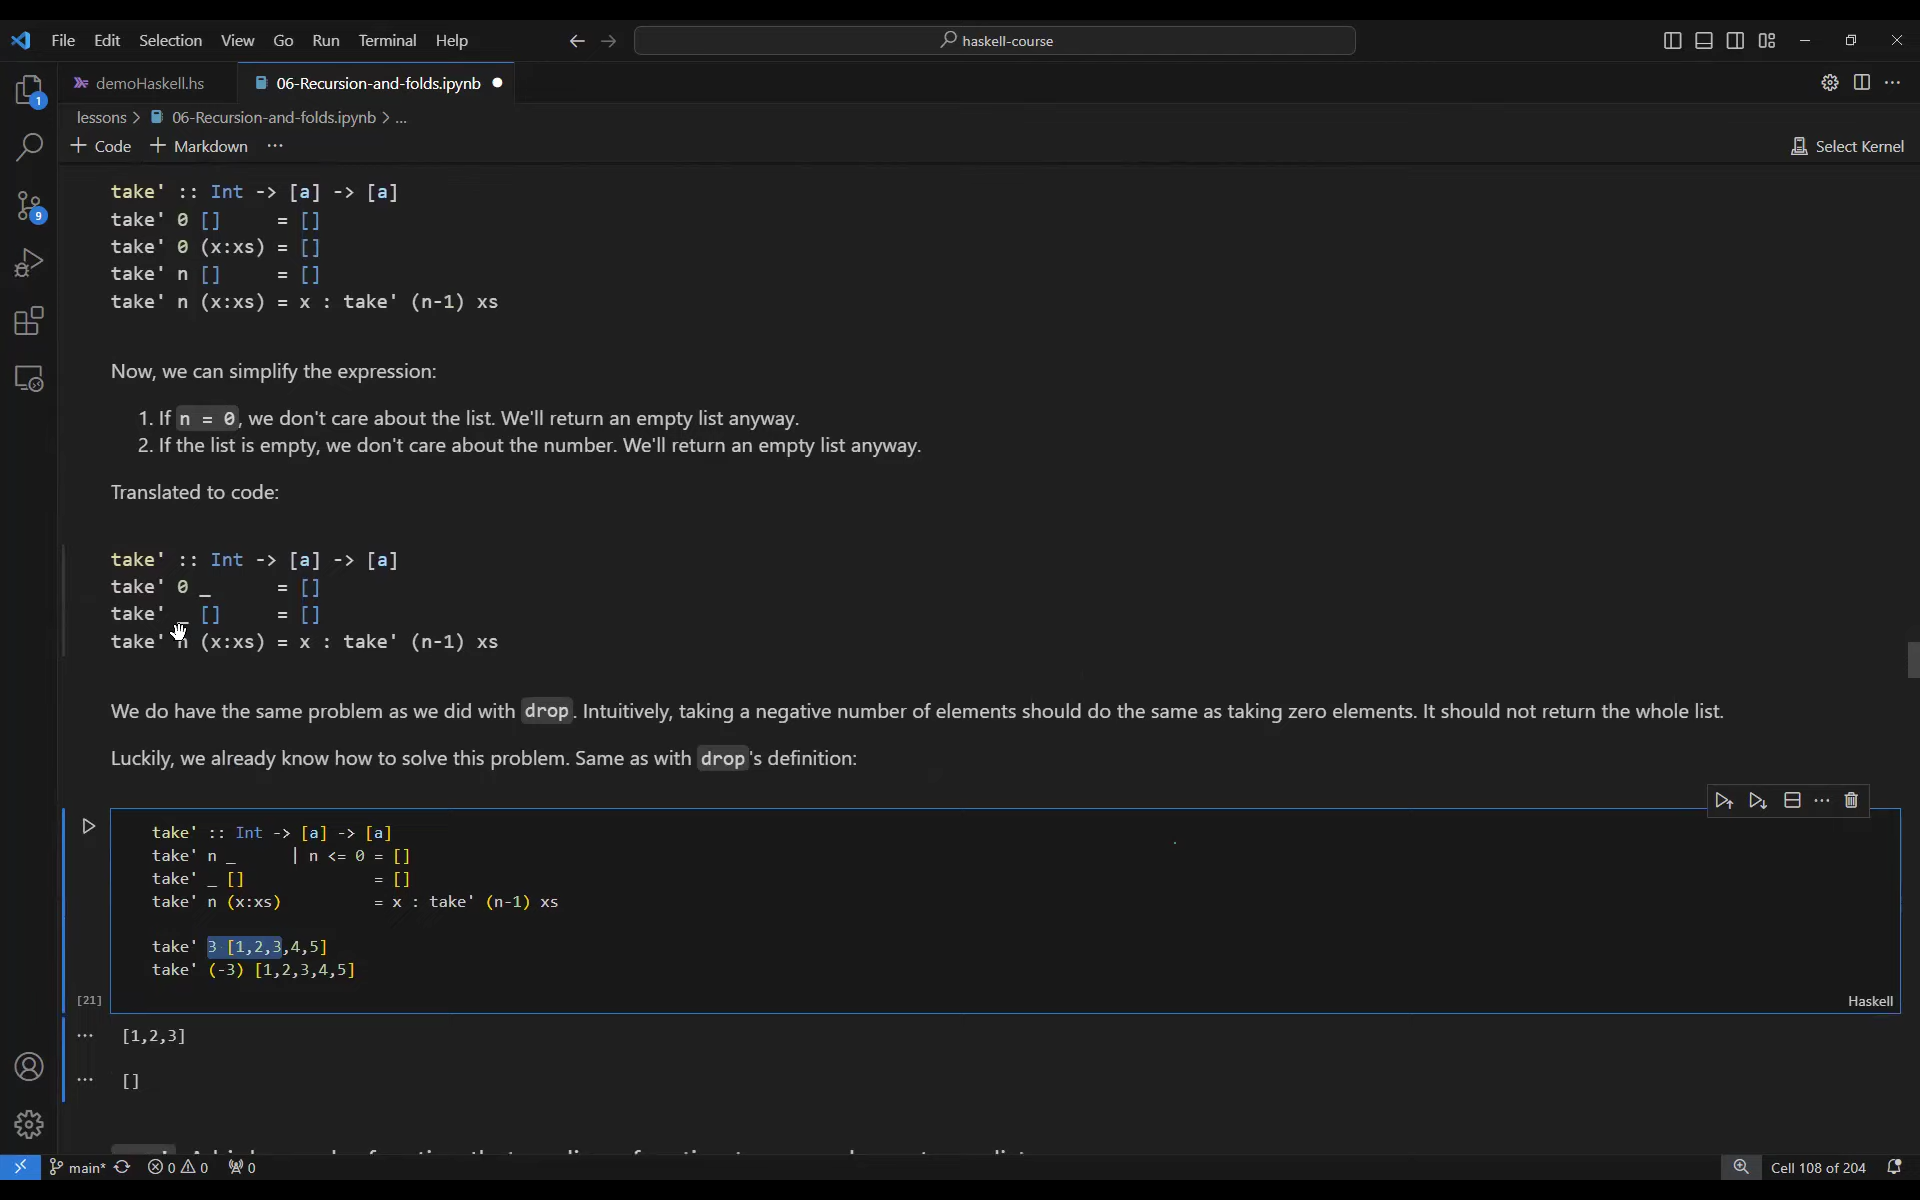 File Edit Selection View Go Run Terminal Help
haskell-course
demoHaskell.hs
06-Recursion-and-folds.ipynb
lessons > 06-Recursion-and-folds.ipynb > ...
+ Code + Markdown ...
Select Kernel
1
9
take' :: Int -> [a] -> [a]
take' 0 [] = []
take' 0 (x:xs) = []
take' n [] = []
take' n (x:xs) = x : take' (n-1) xs
Now, we can simplify the expression:
1. If n = 0, we don't care about the list. We'll return an empty list anyway.
2. If the list is empty, we don't care about the number. We'll return an empty list anyway.
Translated to code:
take' :: Int -> [a] -> [a]
take' 0 _ = []
take' _ [] = []
take' n (x:xs) = x : take' (n-1) xs
We do have the same problem as we did with drop. Intuitively, taking a negative number of elements should do the same as taking zero elements. It should not return the whole list.
Luckily, we already know how to solve this problem. Same as with drop's definition:
take' :: Int -> [a] -> [a]
take' n _ | n <= 0 = []
take' _ [] = []
take' n (x:xs) = x : take' (n-1) xs
take' 3 [1,2,3,4,5]
take' (-3) [1,2,3,4,5]
[21]
Haskell
... [1,2,3]
... []
main* 0 0 0
Cell 108 of 204